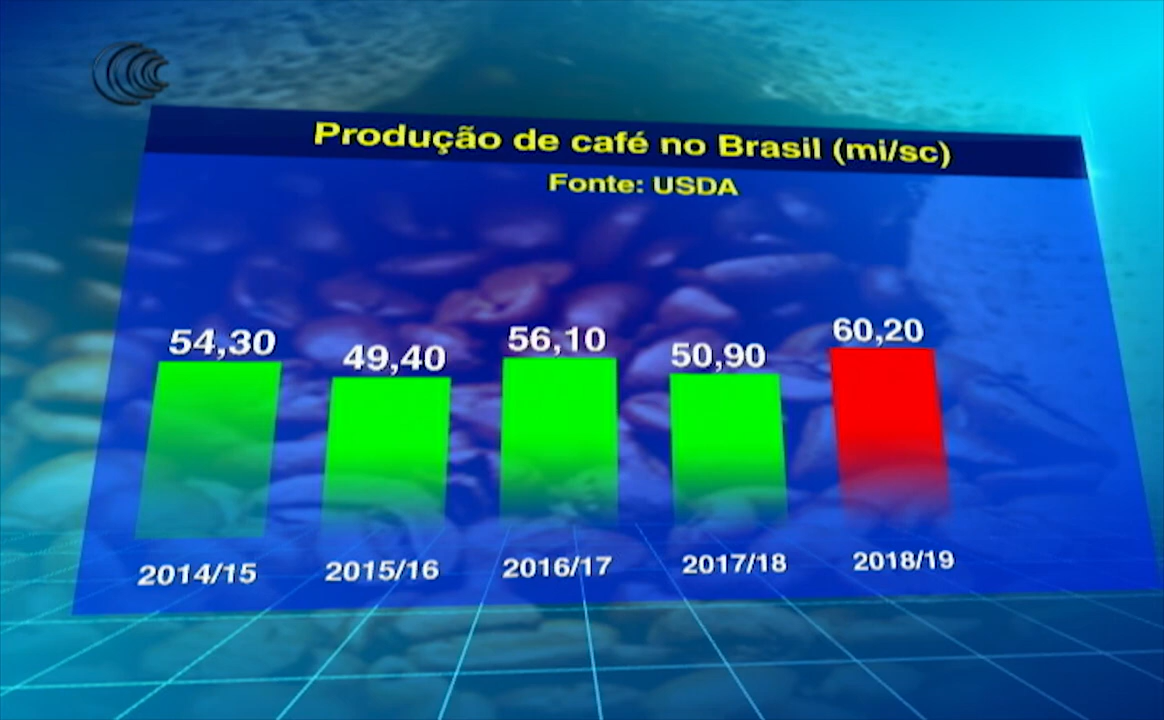 Produção de café no Brasil (mi/sc)
Fonte: USDA
54,30 49,40 56,10 50,90 60,20
2014/15 2015/16 2016/17 2017/18 2018/19